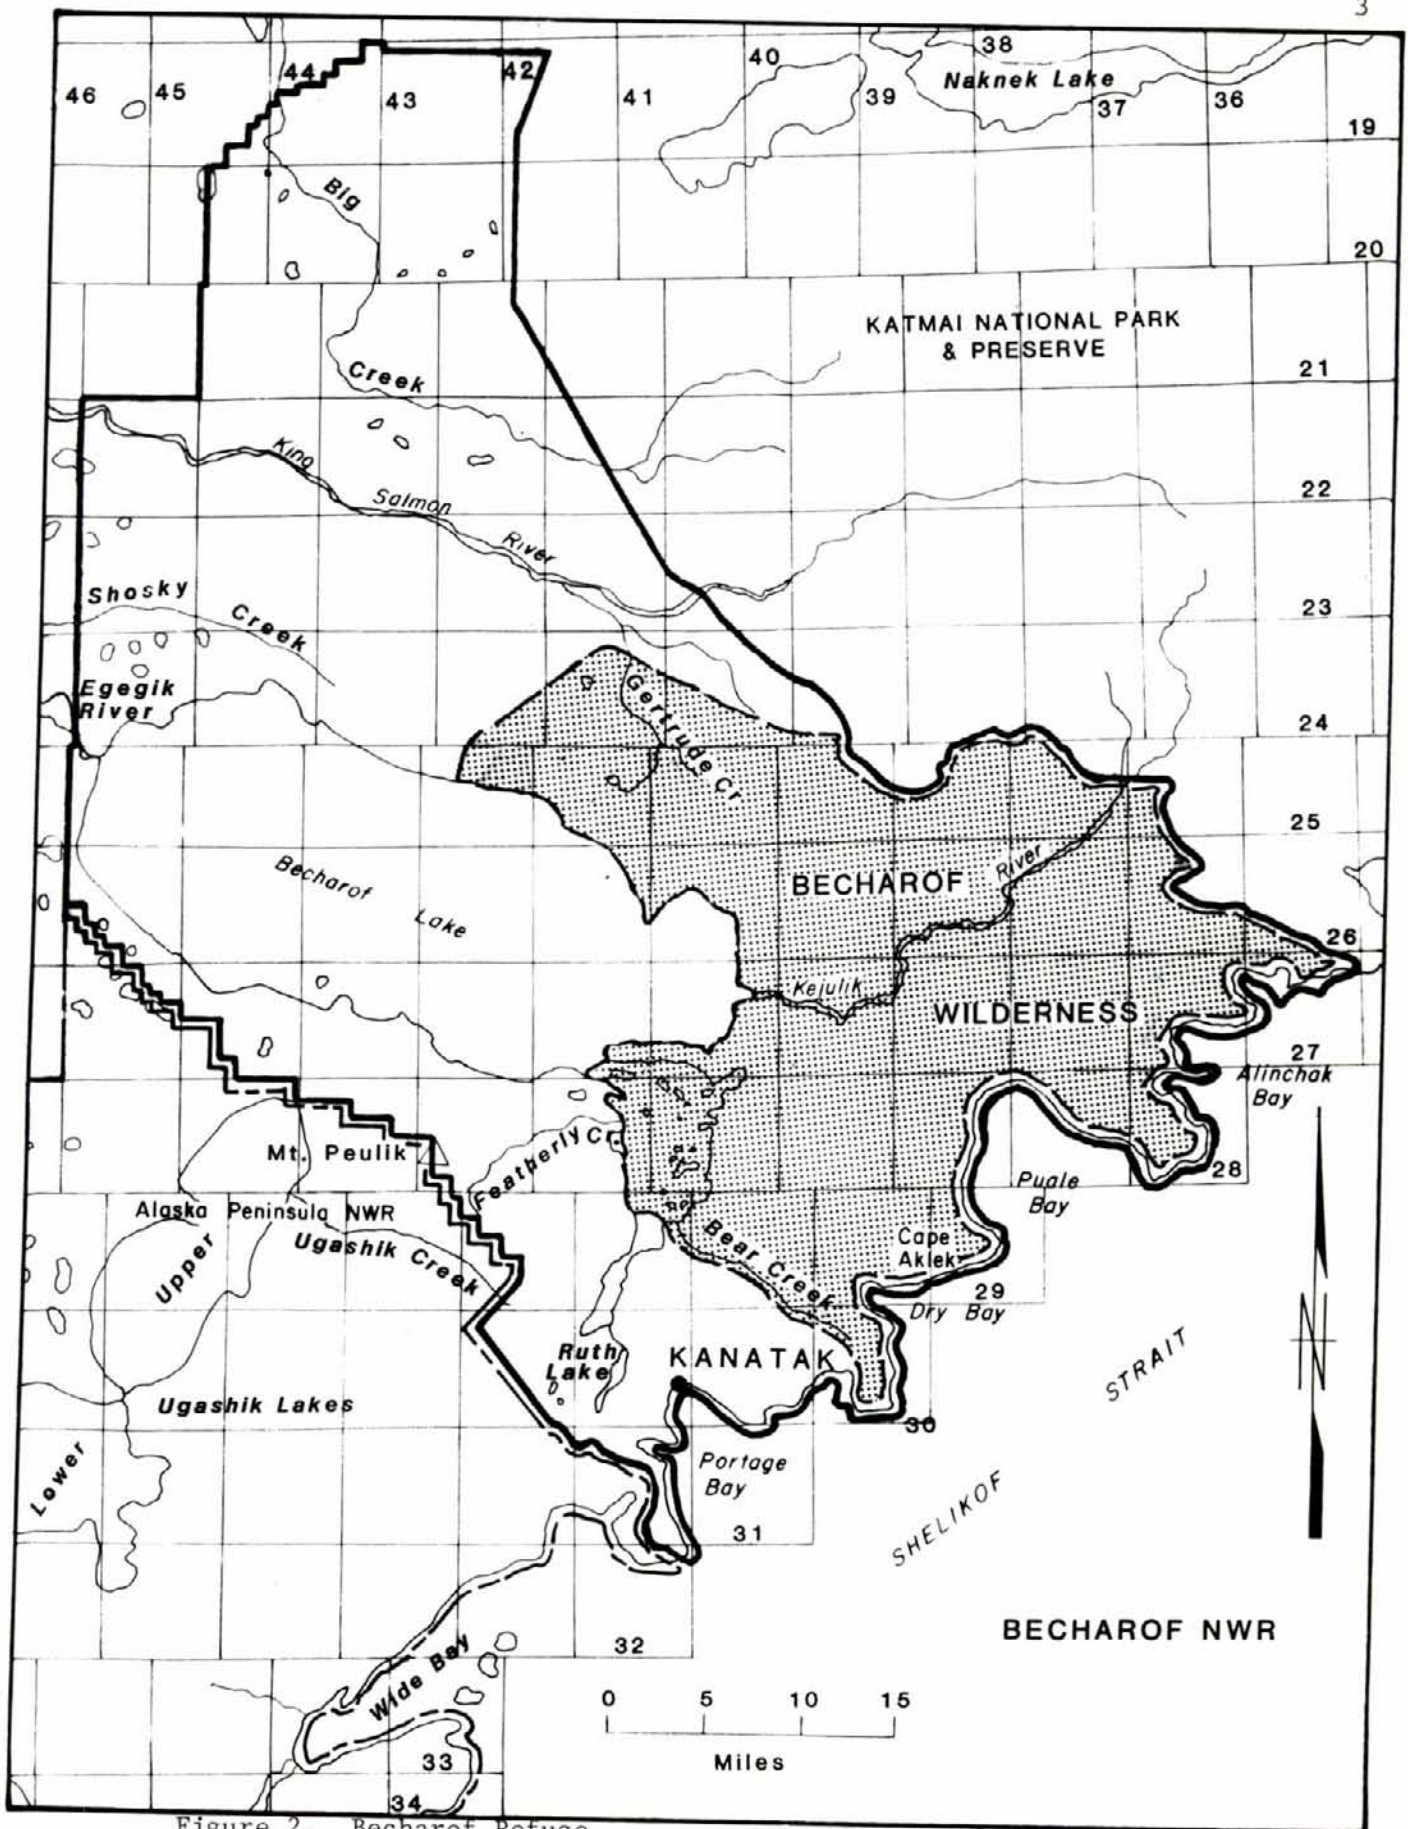 3
38
40
42
44
Naknek Lake
46
45
43
41
39
37
36
19
Big
20
KATMAI NATIONAL PARK
& PRESERVE
21
Creek
King
22
Salmon
River
Shosky
Creek
23
Egegik
River
Gertrude Cr
24
25
Becharof
Lake
BECHAROF
River
26
Kejulik
WILDERNESS
27
Alinchak
Bay
Mt. Peulik
Featherly Cr.
28
Puale
Bay
Alaska Peninsula NWR
Upper
Ugashik Creek
Bear Creek
Cape
Aklek
29
Dry Bay
Ruth
Lake
KANATAK
STRAIT
Ugashik Lakes
30
Lower
Portage
Bay
SHELIKOF
31
BECHAROF NWR
32
Wide Bay
0 5 10 15
Miles
33
34
Figure 2. Becharof Refuge